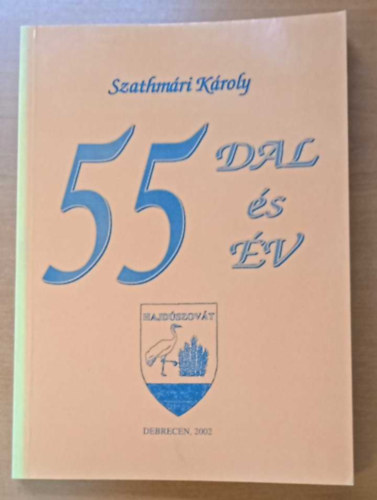 Szathmári Károly
55 DAL
és
ÉV
HAJDÚSZOVÁT
DEBRECEN, 2002